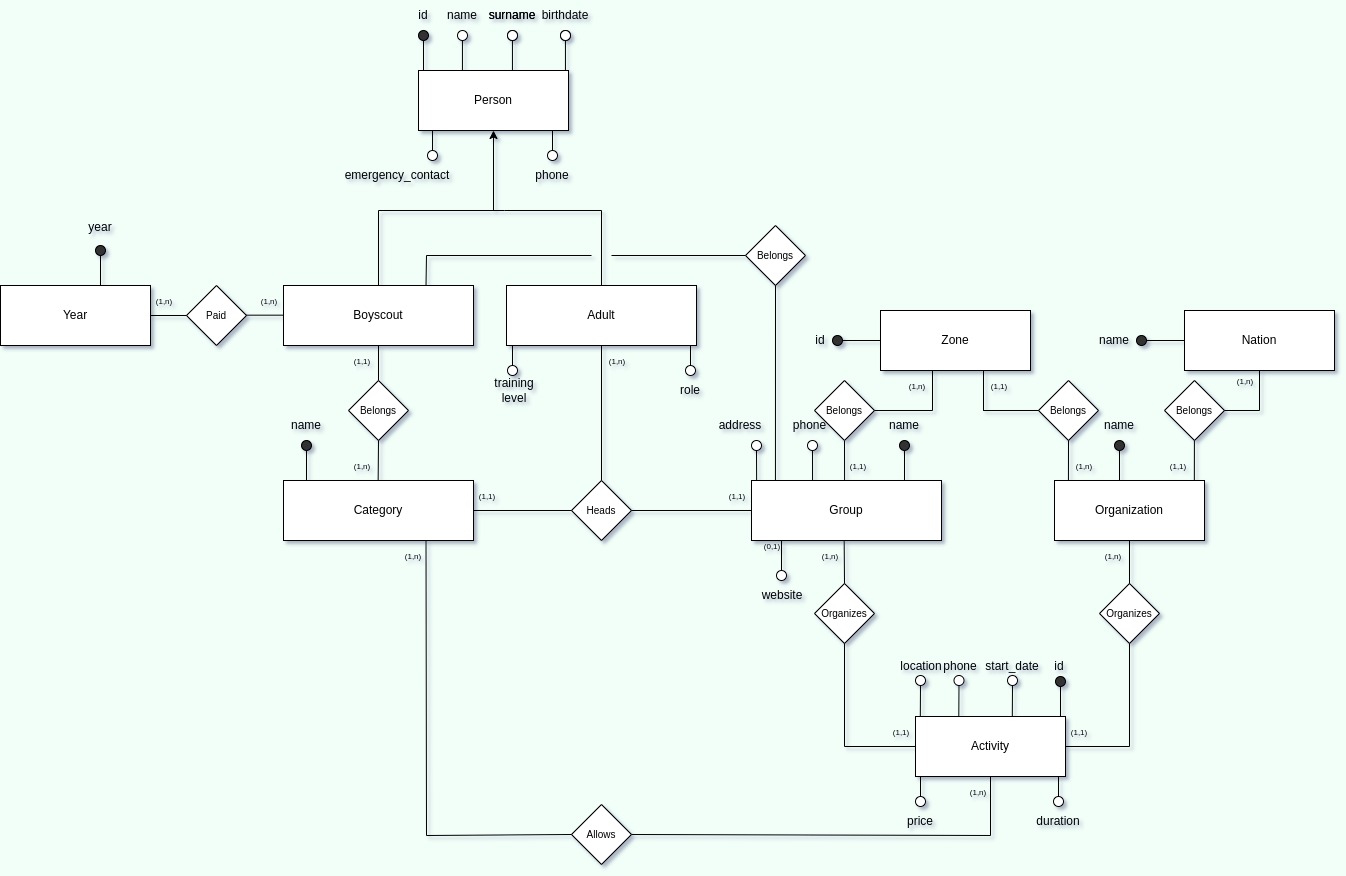 id name surname birthdate
Person
emergency_contact phone
year
Belongs
Year (1,n) Paid (1,n) Boyscout Adult
id Zone name Nation
(1,1) (1,n) (1,n) (1,1) (1,n)
training
level
role
Belongs Belongs Belongs Belongs
name address phone name name
(1,n) (1,1) (1,n) (1,1)
Category (1,1) Heads (1,1) Group Organization
(0,1)
(1,n) (1,n) (1,n)
website
Organizes Organizes
location phone start_date id
(1,1) (1,1)
Activity
(1,n)
price duration
Allows